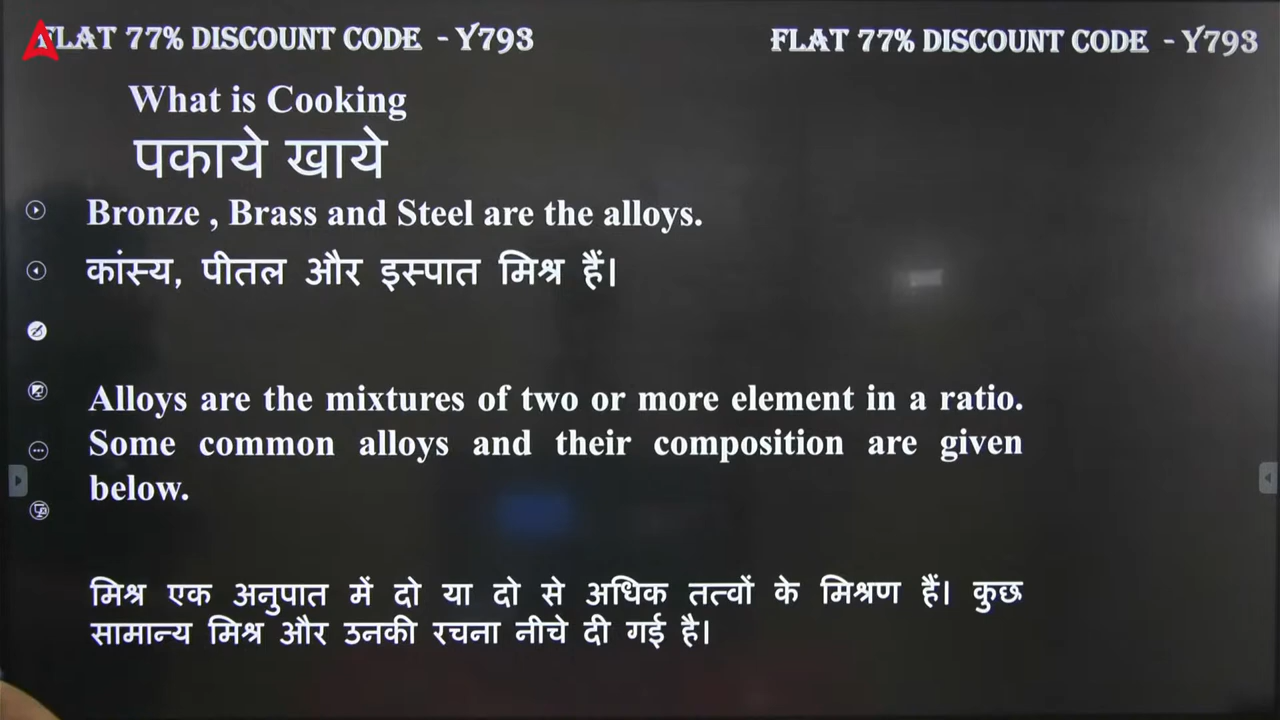 FLAT 77% DISCOUNT CODE - Y793
FLAT 77% DISCOUNT CODE - Y793
What is Cooking
पकाये खाये
Bronze , Brass and Steel are the alloys.
कांस्य, पीतल और इस्पात मिश्र हैं।
Alloys are the mixtures of two or more element in a ratio.
Some common alloys and their composition are given
below.
मिश्र एक अनुपात में दो या दो से अधिक तत्वों के मिश्रण हैं। कुछ
सामान्य मिश्र और उनकी रचना नीचे दी गई है।